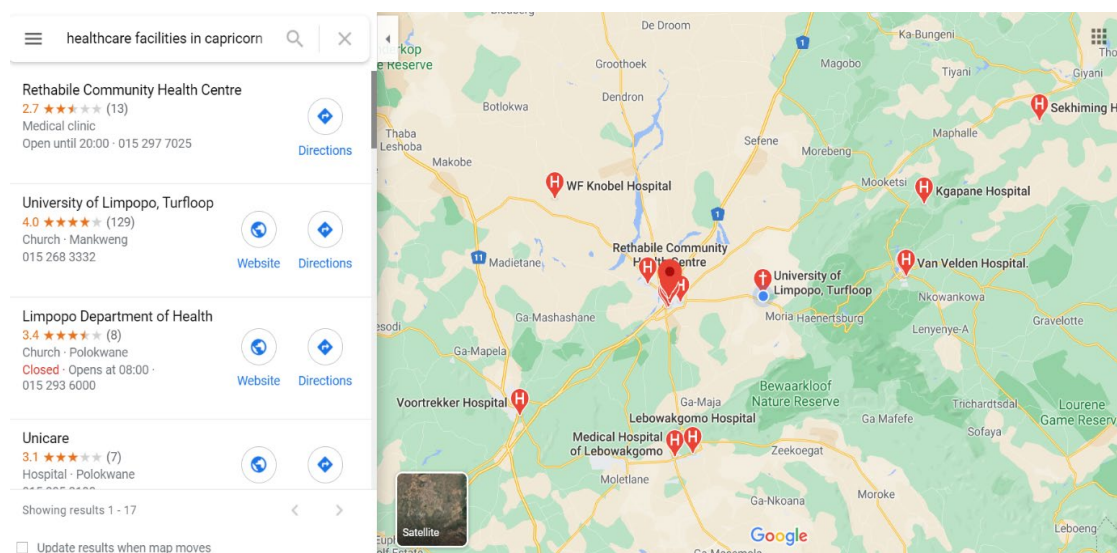 healthcare facilities in capricorn
Rethabile Community Health Centre
2.7 (13)
Medical clinic
Open until 20:00 · 015 297 7025
Directions
University of Limpopo, Turfloop
4.0 (129)
Church · Mankweng
015 268 3332
Website
Directions
Limpopo Department of Health
3.4 (8)
Church · Polokwane
Closed · Opens at 08:00 ·
015 293 6000
Website
Directions
Unicare
3.1 (7)
Hospital · Polokwane
Showing results 1 - 17
Update results when map moves
De Droom
1
Ka-Bungeni
kop
e Reserve
Groothoek
Magobo
Tiyani
Giyani
Botlokwa
Dendron
H
Sekhiming H
Thaba
Leshoba
Sefene
Maphalle
Makobe
Morebeng
Mooketsi
H
WF Knobel Hospital
H
Kgapane Hospital
1
Rethabile Community
Health Centre
11
Madietane
H
H
University of
Limpopo, Turfloop
H
Van Velden Hospital.
Nkowankowa
Moria
Haenertsburg
Ga-Mashashane
Lenyenye-A
Gravelotte
esodi
Ga-Mapela
Bewaarkloof
Nature Reserve
Voortrekker Hospital
H
Ga-Maja
Trichardtsdal
Lourene
Game Reserv
Lebowakgomo Hospital
Ga Mafefe
Medical Hospital
of Lebowakgomo
H
H
Sofaya
Zeekoegat
Moletlane
Moroke
Ga-Nkoana
Satellite
Google
Leboeng